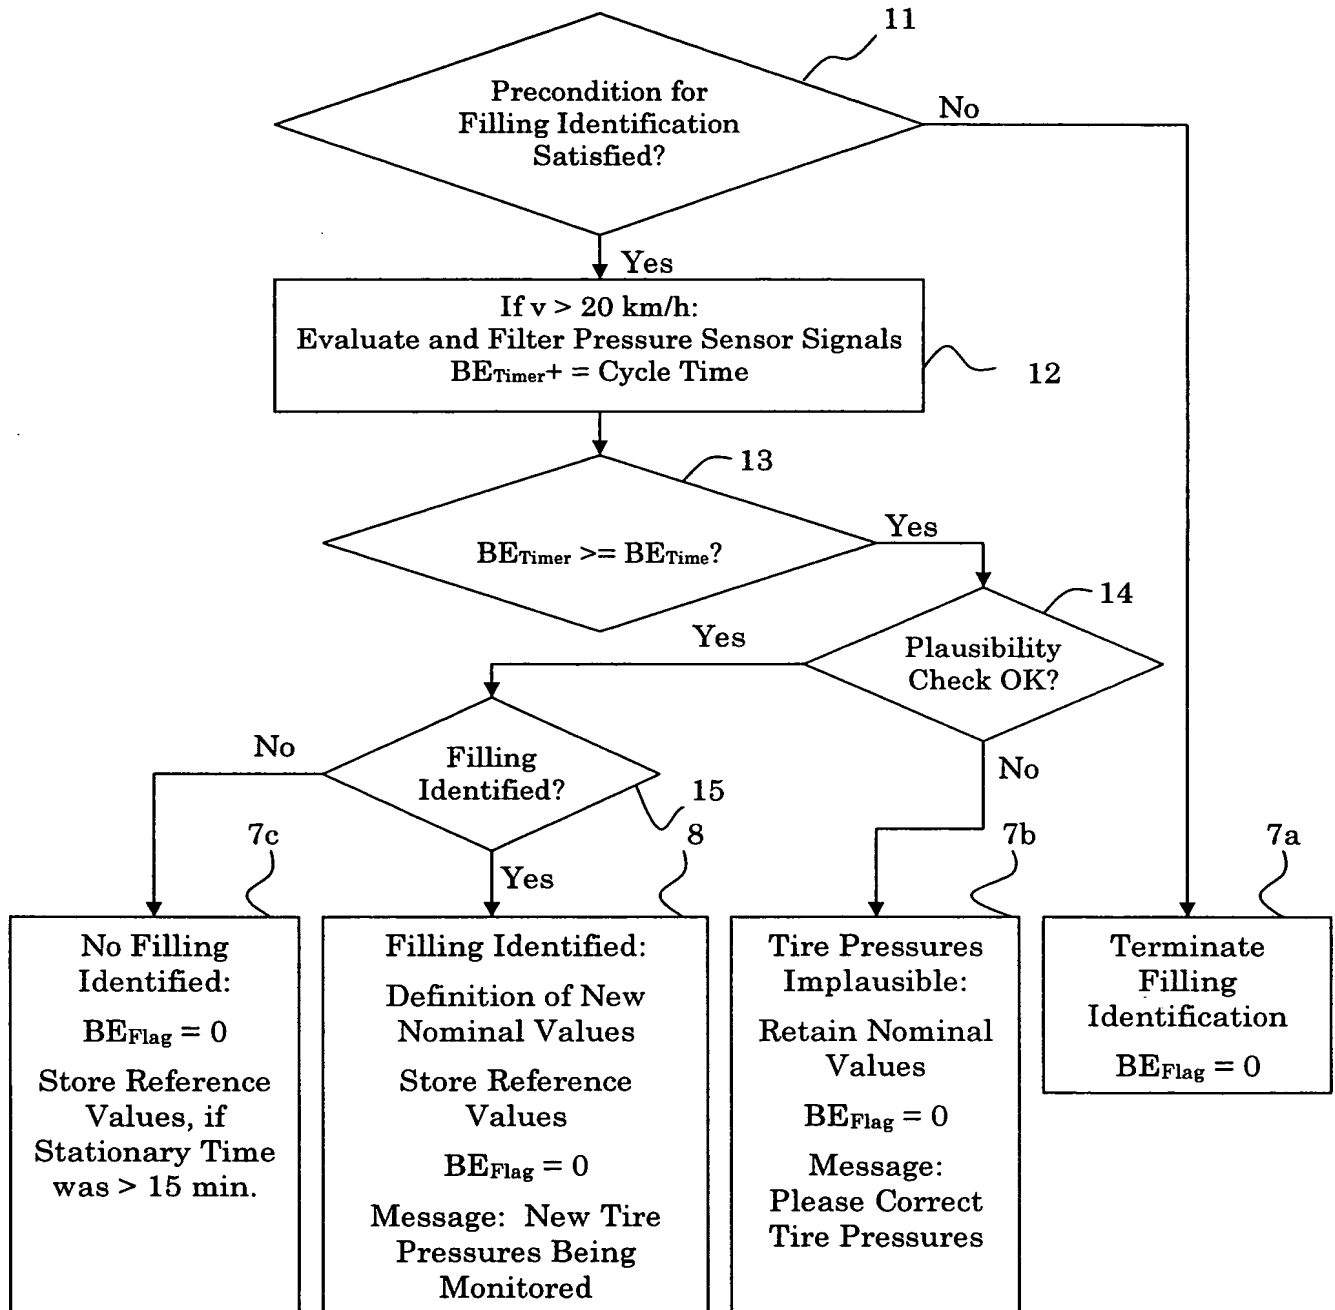 11
Precondition for
Filling Identification
Satisfied?
No
Yes
If v > 20 km/h:
Evaluate and Filter Pressure Sensor Signals
BETimer+ = Cycle Time
12
13
BETimer >= BETime?
Yes
14
Plausibility
Check OK?
Yes
No
Filling
Identified?
No
15
Yes
7c
8
7b
7a
No Filling
Identified:
BEFlag = 0
Store Reference
Values, if
Stationary Time
was > 15 min.
Filling Identified:
Definition of New
Nominal Values
Store Reference
Values
BEFlag = 0
Message: New Tire
Pressures Being
Monitored
Tire Pressures
Implausible:
Retain Nominal
Values
BEFlag = 0
Message:
Please Correct
Tire Pressures
Terminate
Filling
Identification
BEFlag = 0